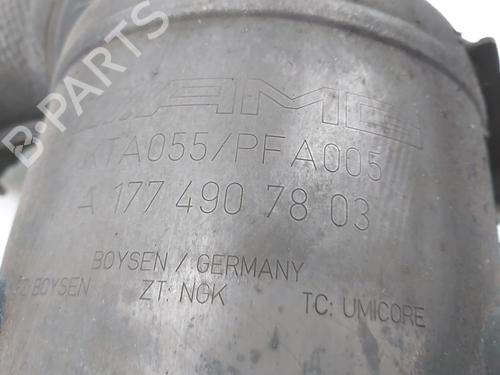 AMG
KTA055/PFA005
A 177 490 78 03
BOYSEN / GERMANY
BOYSEN ZT: NGK TC: UMICORE
B-PARTS